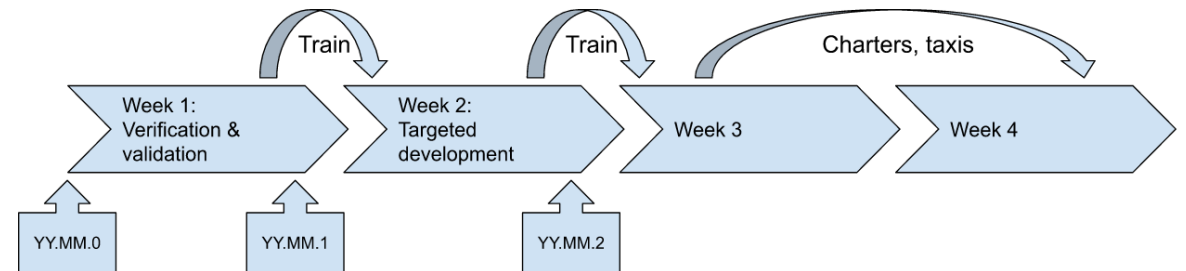 Train
Train
Charters, taxis
Week 1:
Verification &
validation
Week 2:
Targeted
development
Week 3
Week 4
YY.MM.0
YY.MM.1
YY.MM.2